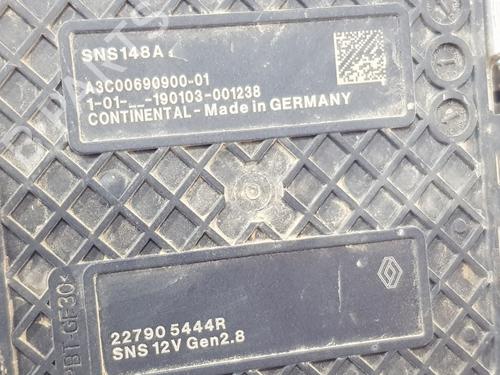 SNS148A
A3C00690900-01
1-01-__-190103-001238
CONTINENTAL - Made in GERMANY
>PBT-GF30<
22790 5444R
SNS 12V Gen2.8